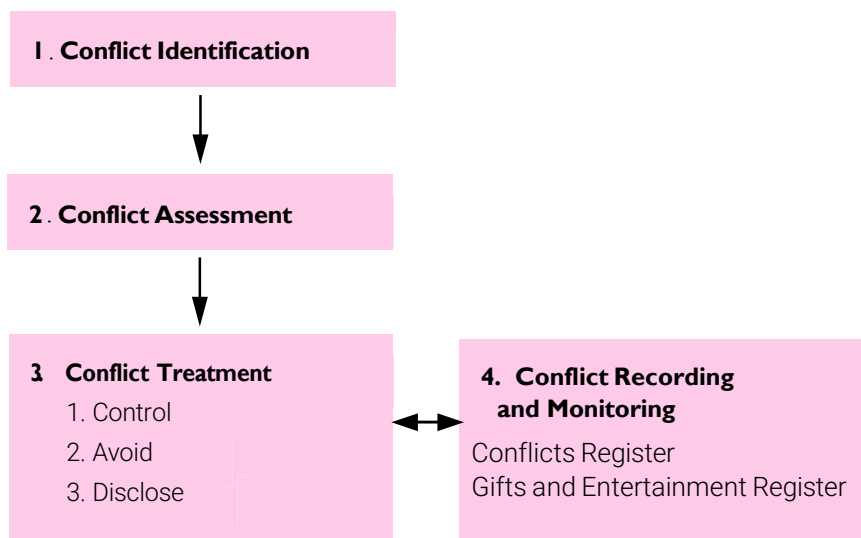 1. Conflict Identification
2. Conflict Assessment
3. Conflict Treatment
1. Control
2. Avoid
3. Disclose
4. Conflict Recording
and Monitoring
Conflicts Register
Gifts and Entertainment Register